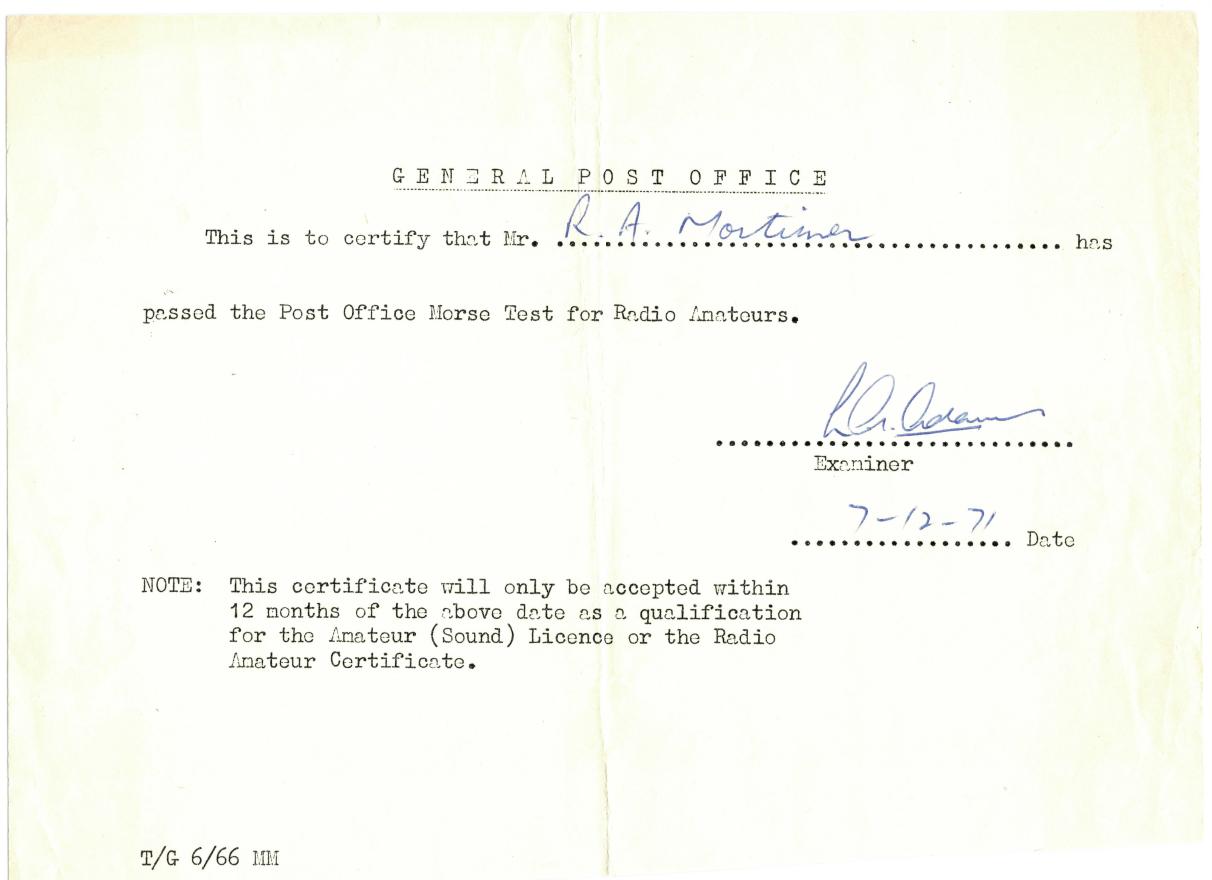 GENERAL POST OFFICE
This is to certify that Mr. R. A. Mortimer has
passed the Post Office Morse Test for Radio Amateurs.
Adams
Examiner
7-12-71 Date
NOTE: This certificate will only be accepted within
12 months of the above date as a qualification
for the Amateur (Sound) Licence or the Radio
Amateur Certificate.
T/G 6/66 MM